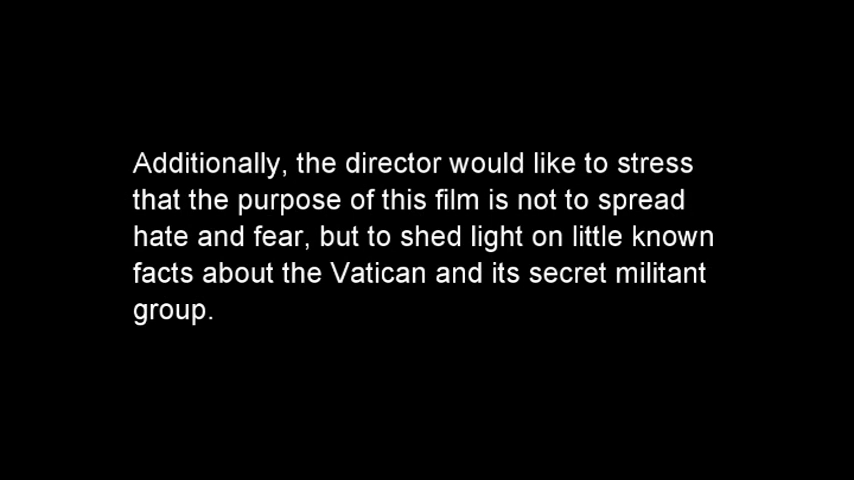 Additionally, the director would like to stress
that the purpose of this film is not to spread
hate and fear, but to shed light on little known
facts about the Vatican and its secret militant
group.